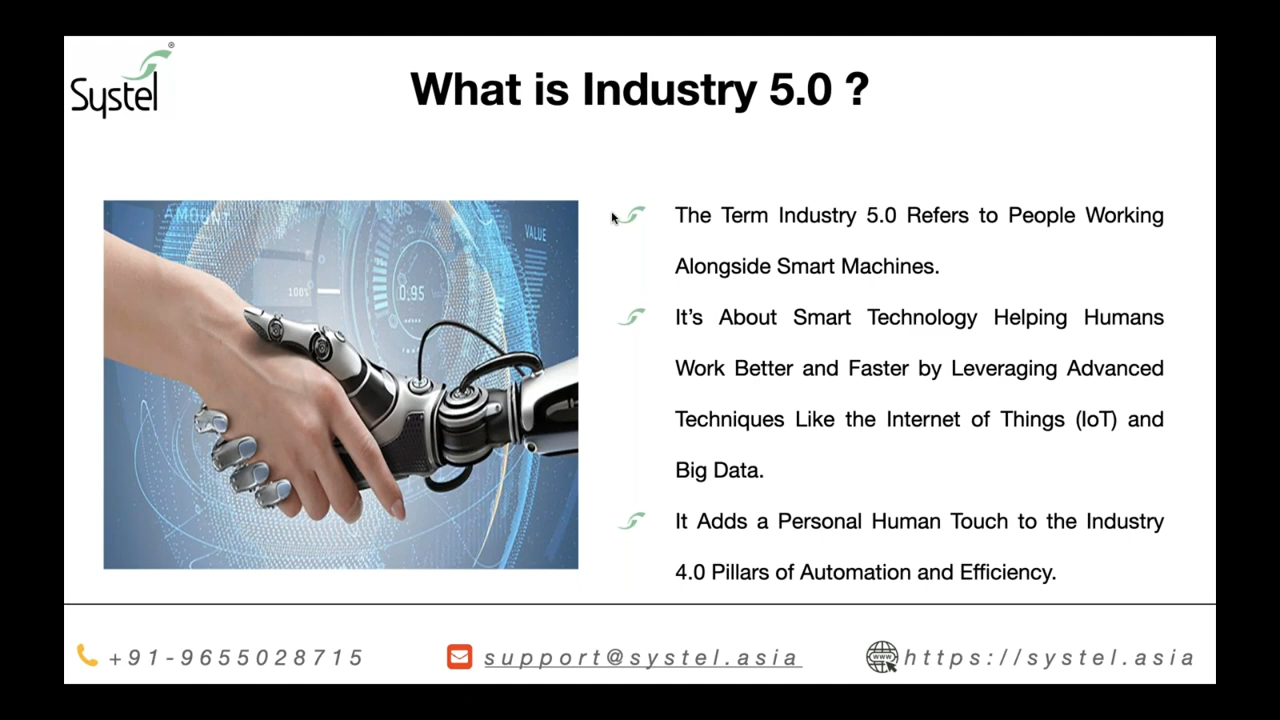 Systel
®
What is Industry 5.0 ?
AMOUNT
VALUE
100%
0.95
The Term Industry 5.0 Refers to People Working
Alongside Smart Machines.
It’s About Smart Technology Helping Humans
Work Better and Faster by Leveraging Advanced
Techniques Like the Internet of Things (IoT) and
Big Data.
It Adds a Personal Human Touch to the Industry
4.0 Pillars of Automation and Efficiency.
+91-9655028715
support@systel.asia
www
https://systel.asia